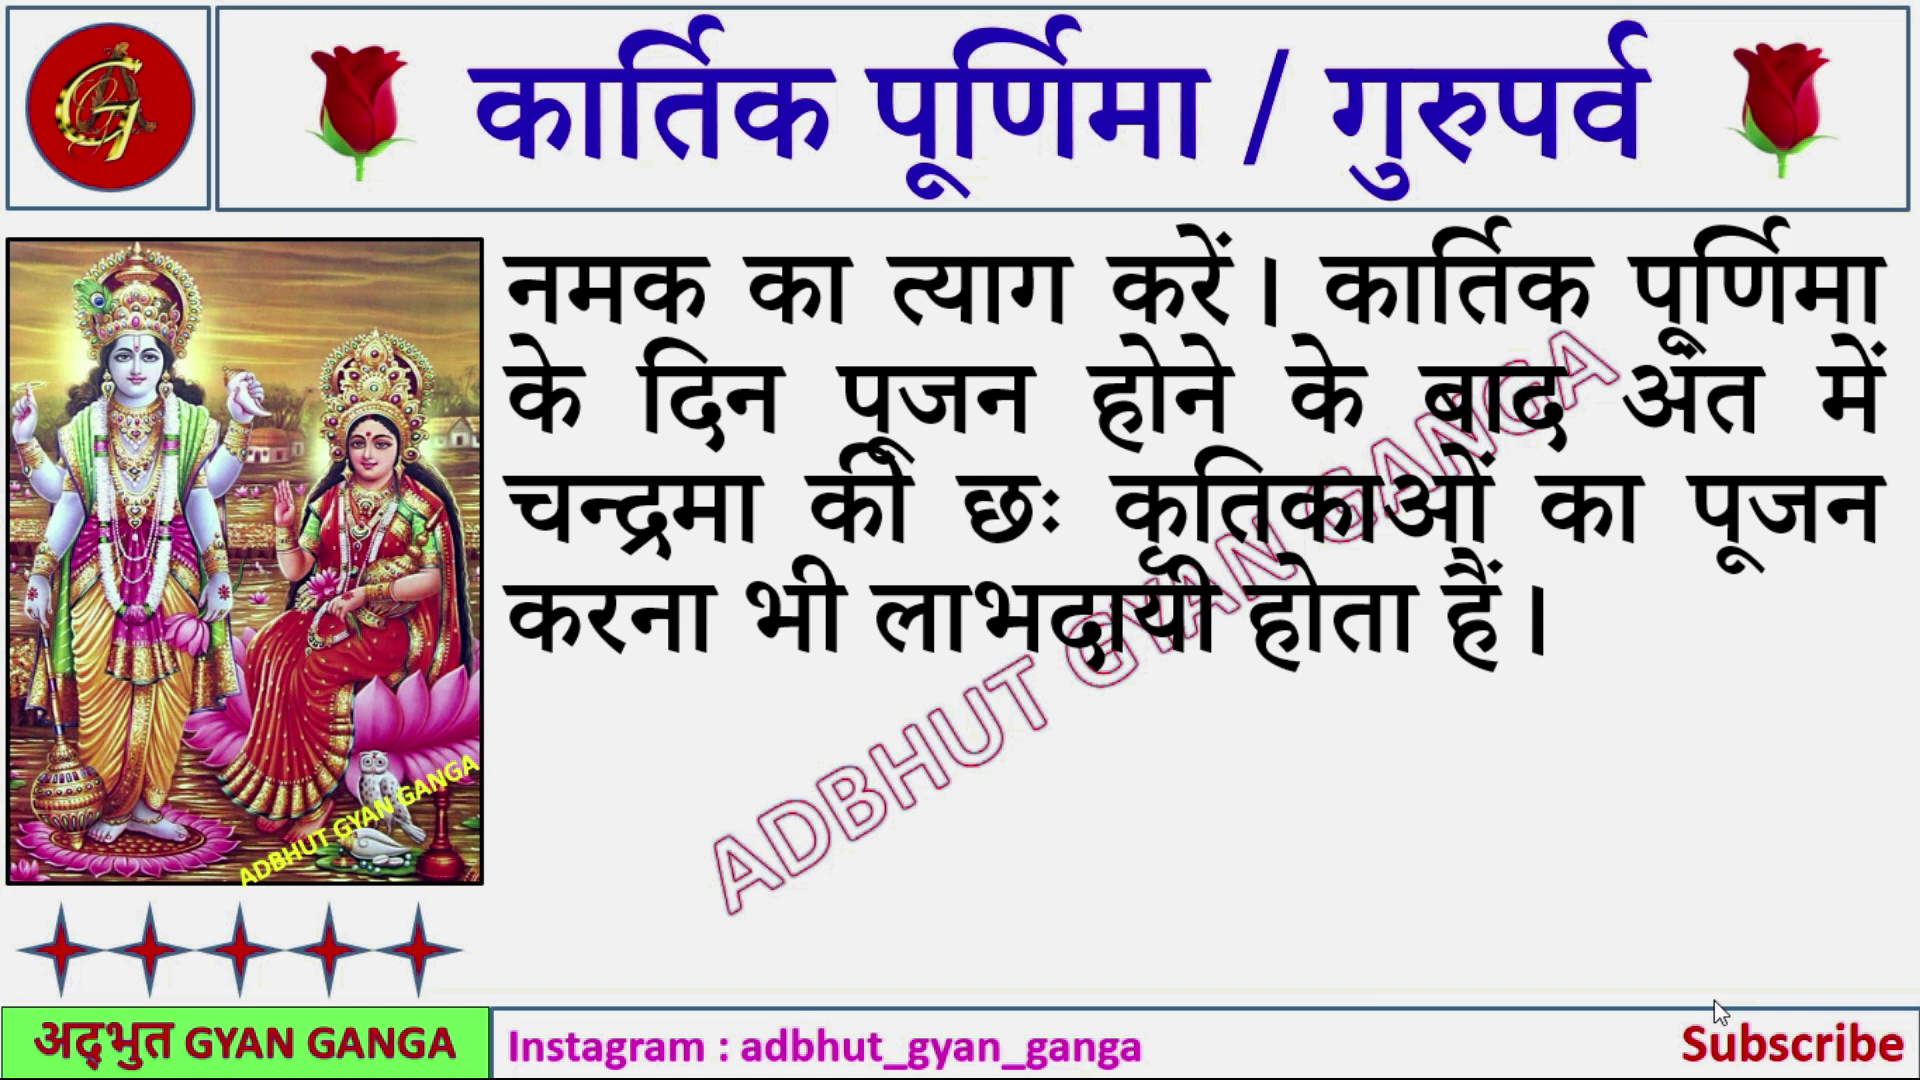 कार्तिक पूर्णिमा / गुरुपर्व
नमक का त्याग करें। कार्तिक पूर्णिमा
के दिन पूजन होने के बाद अंत में
चन्द्रमा की छः कृतिकाओं का पूजन
करना भी लाभदायी होता हैं।
ADBHUT GYAN GANGA
ADBHUT GYAN GANGA
अद्भुत GYAN GANGA
Instagram : adbhut_gyan_ganga
Subscribe